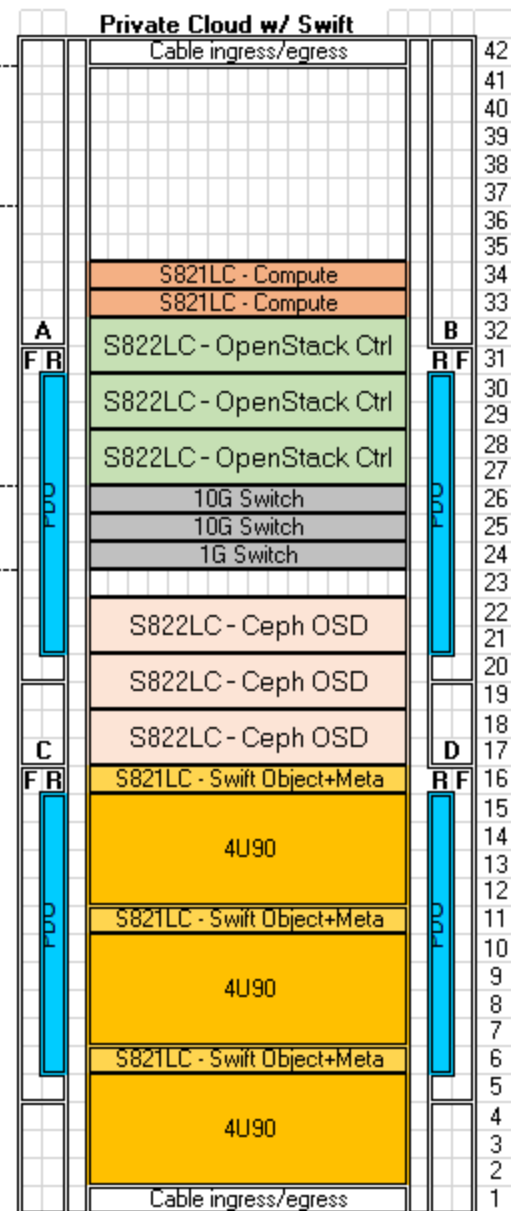 Private Cloud w/ Swift
Cable ingress/egress 42
41
40
39
38
37
36
35
S821LC - Compute 34
S821LC - Compute 33
A B 32
S822LC - OpenStack Ctrl
F R R F 31
30
S822LC - OpenStack Ctrl
29
28
S822LC - OpenStack Ctrl
27
PDU 10G Switch PDU 26
10G Switch 25
1G Switch 24
23
22
S822LC - Ceph OSD
21
20
S822LC - Ceph OSD
19
18
S822LC - Ceph OSD
C D 17
F R S821LC - Swift Object+Meta R F 16
15
14
4U90
13
12
PDU S821LC - Swift Object+Meta PDU 11
10
9
4U90
8
7
S821LC - Swift Object+Meta 6
5
4
4U90
3
2
Cable ingress/egress 1